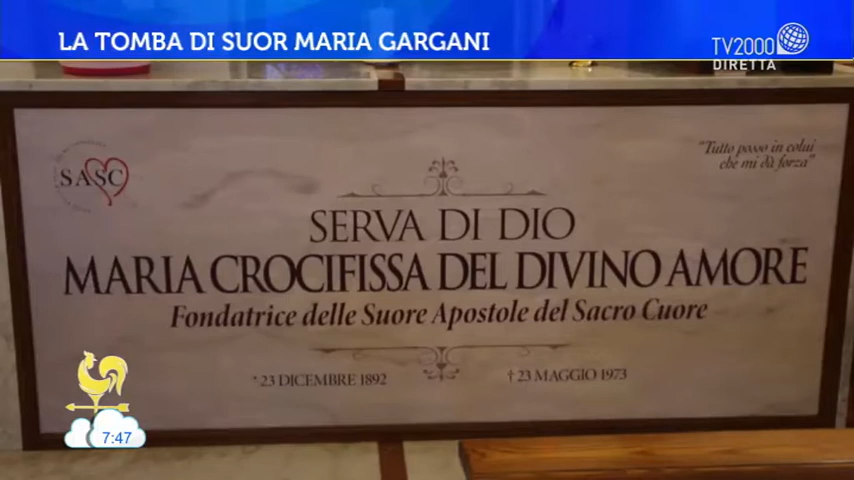 LA TOMBA DI SUOR MARIA GARGANI
TV2000
DIRETTA
SASC
"Tutto posso in colui
che mi dà forza"
SERVA DI DIO
MARIA CROCIFISSA DEL DIVINO AMORE
Fondatrice delle Suore Apostole del Sacro Cuore
* 23 DICEMBRE 1892
† 23 MAGGIO 1973
7:47